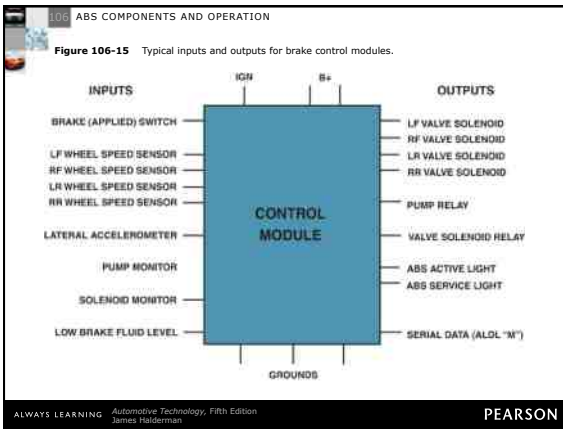 106 ABS COMPONENTS AND OPERATION
Figure 106-15 Typical inputs and outputs for brake control modules.
IGN B+
INPUTS
OUTPUTS
BRAKE (APPLIED) SWITCH
LF WHEEL SPEED SENSOR
RF WHEEL SPEED SENSOR
LR WHEEL SPEED SENSOR
RR WHEEL SPEED SENSOR
LATERAL ACCELEROMETER
PUMP MONITOR
SOLENOID MONITOR
LOW BRAKE FLUID LEVEL
CONTROL
MODULE
LF VALVE SOLENOID
RF VALVE SOLENOID
LR VALVE SOLENOID
RR VALVE SOLENOID
PUMP RELAY
VALVE SOLENOID RELAY
ABS ACTIVE LIGHT
ABS SERVICE LIGHT
SERIAL DATA (ALDL "M")
GROUNDS
ALWAYS LEARNING
Automotive Technology, Fifth Edition
James Halderman
PEARSON